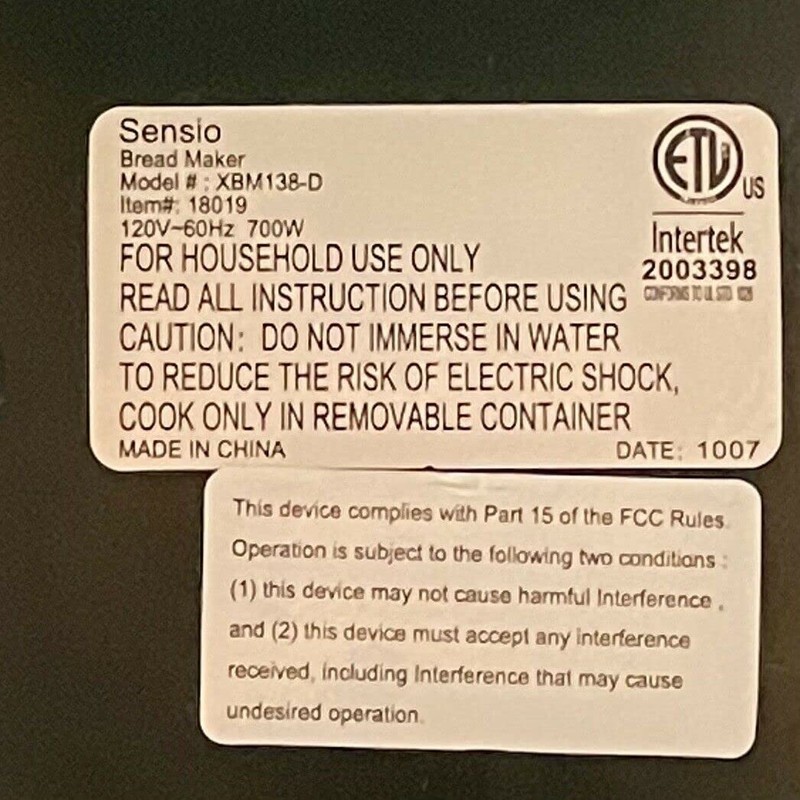 Sensio
Bread Maker
Model # : XBM138-D
Item#: 18019
120V~60Hz 700W
FOR HOUSEHOLD USE ONLY
READ ALL INSTRUCTION BEFORE USING
CAUTION: DO NOT IMMERSE IN WATER
TO REDUCE THE RISK OF ELECTRIC SHOCK,
COOK ONLY IN REMOVABLE CONTAINER
MADE IN CHINA
DATE: 1007
ETL
US
Intertek
2003398
CONFORMS TO UL STD
This device complies with Part 15 of the FCC Rules.
Operation is subject to the following two conditions :
(1) this device may not cause harmful Interference ,
and (2) this device must accept any interference
received, including Interference that may cause
undesired operation.